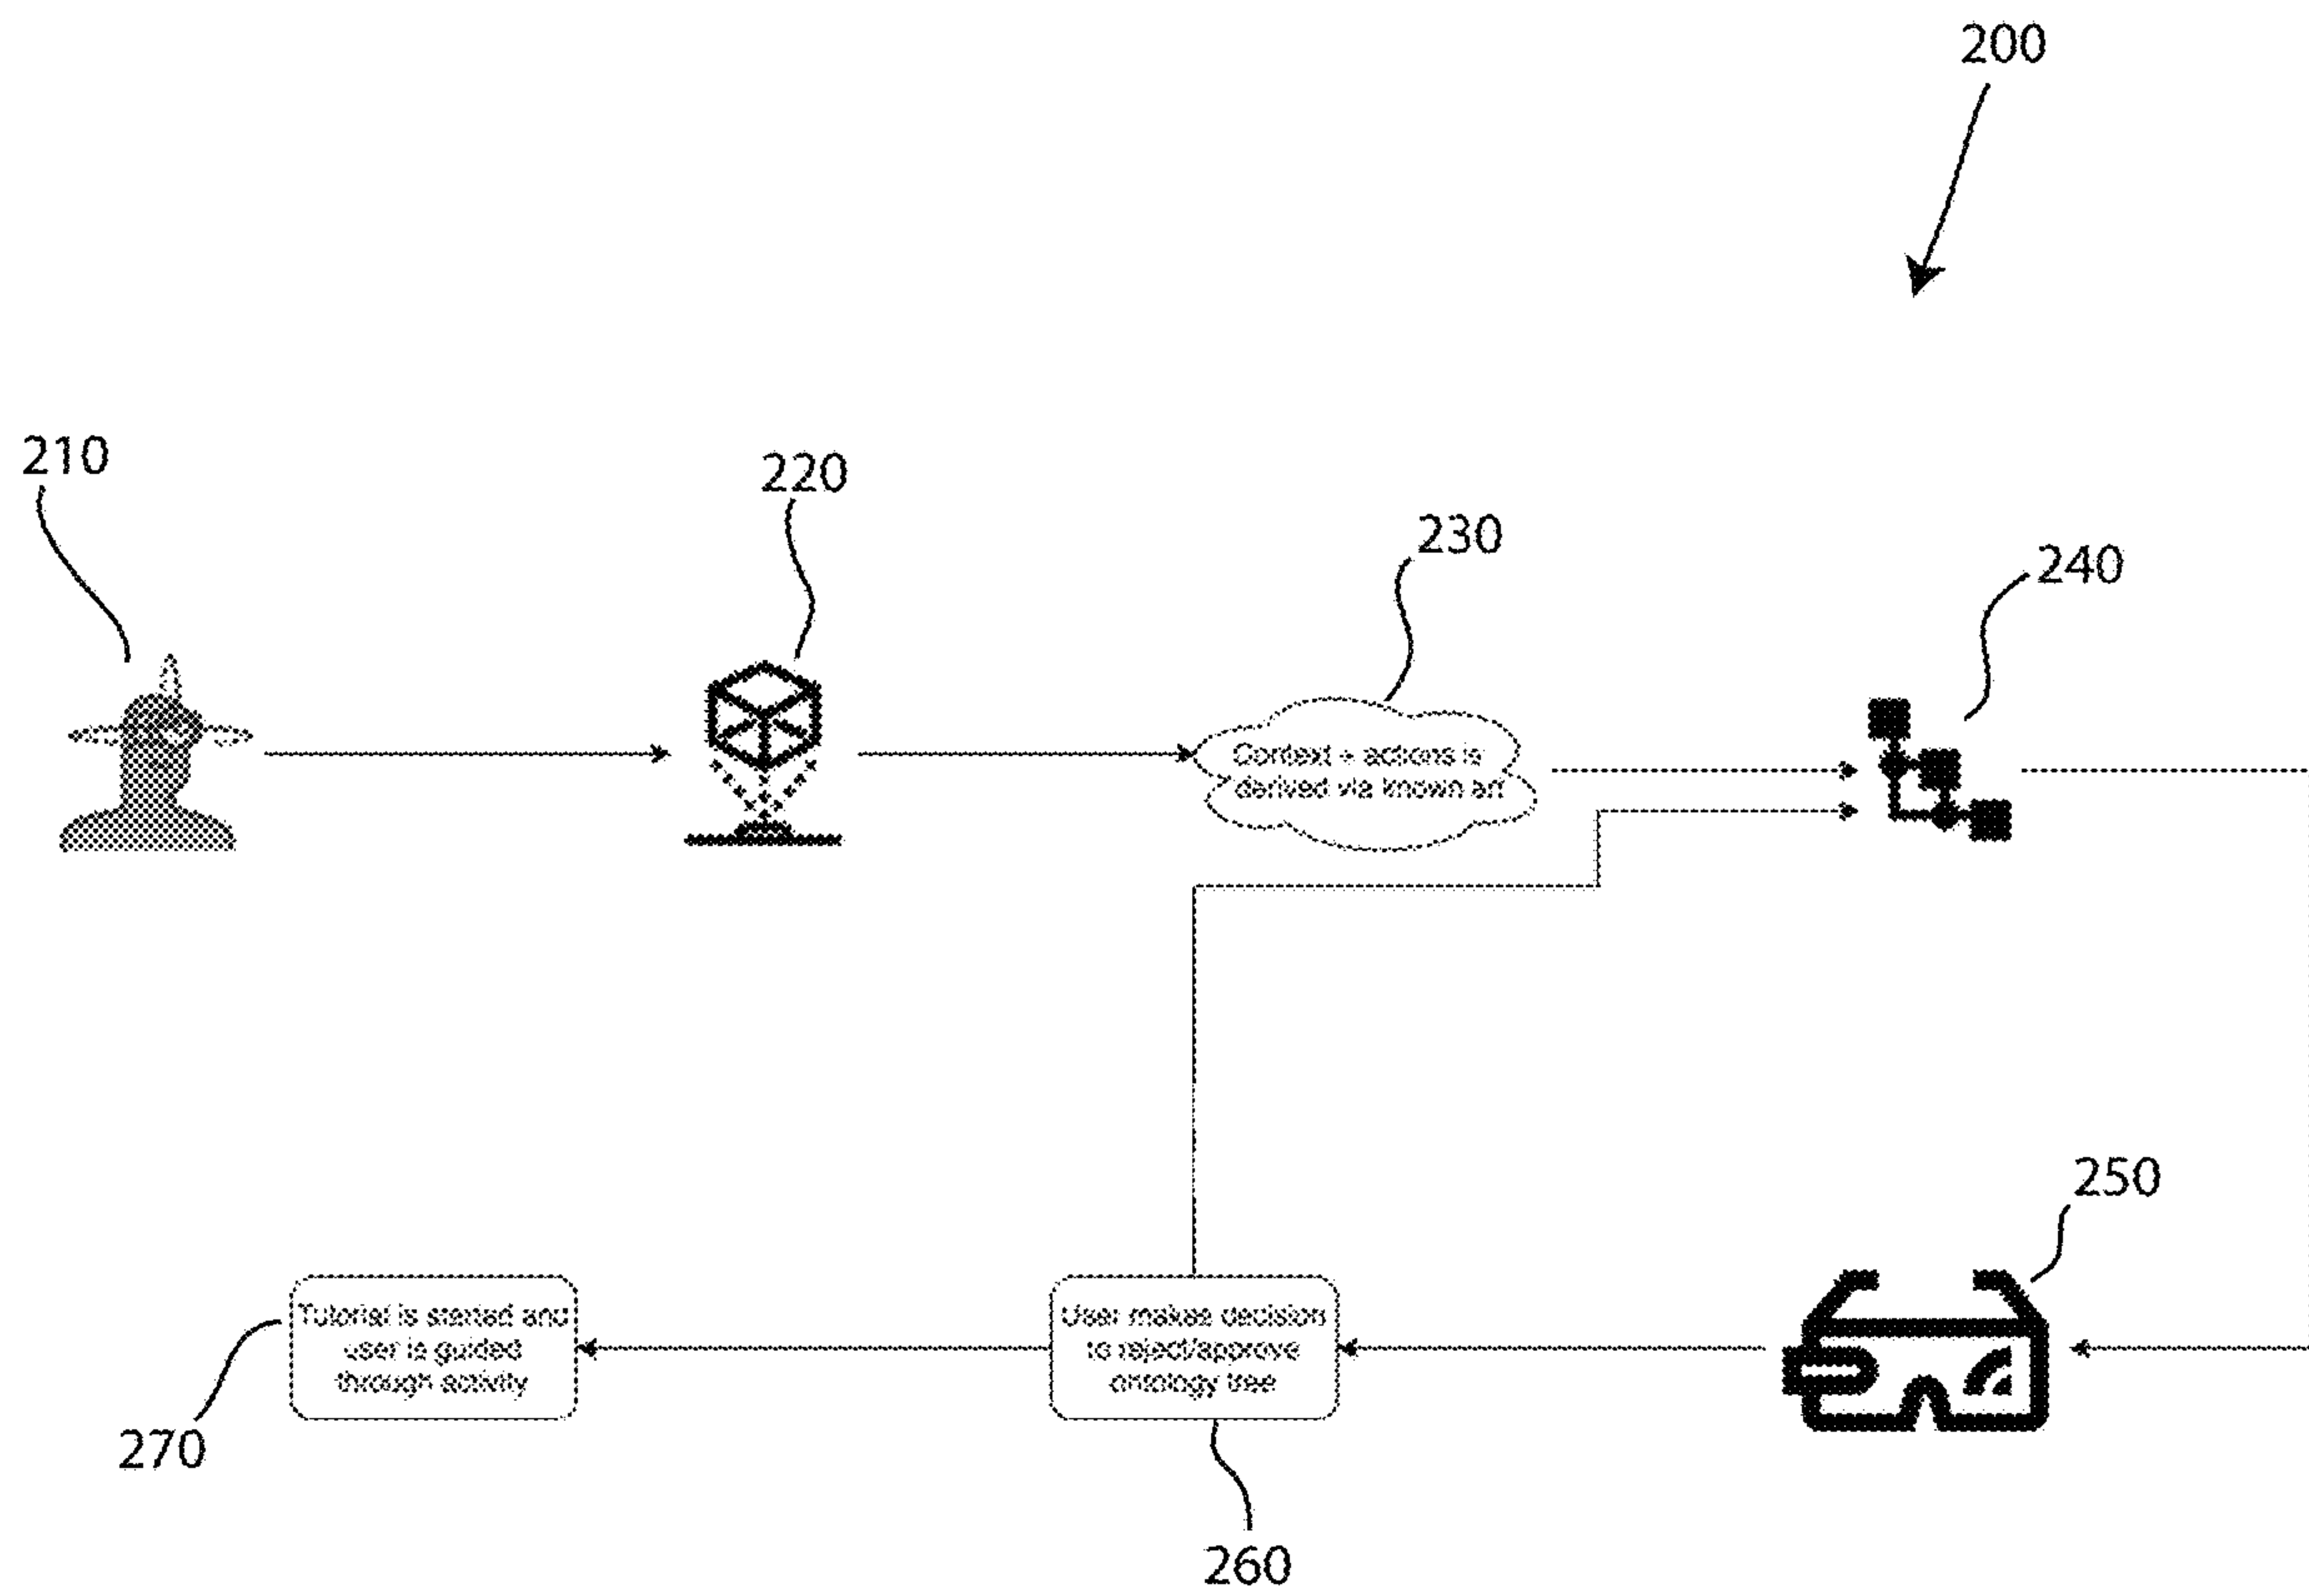 200
210
220
230
240
Context + actions is
derived via known art
250
Tutorial is started and
user is guided
through activity
User makes decision
to reject/approve
ontology tree
270
260